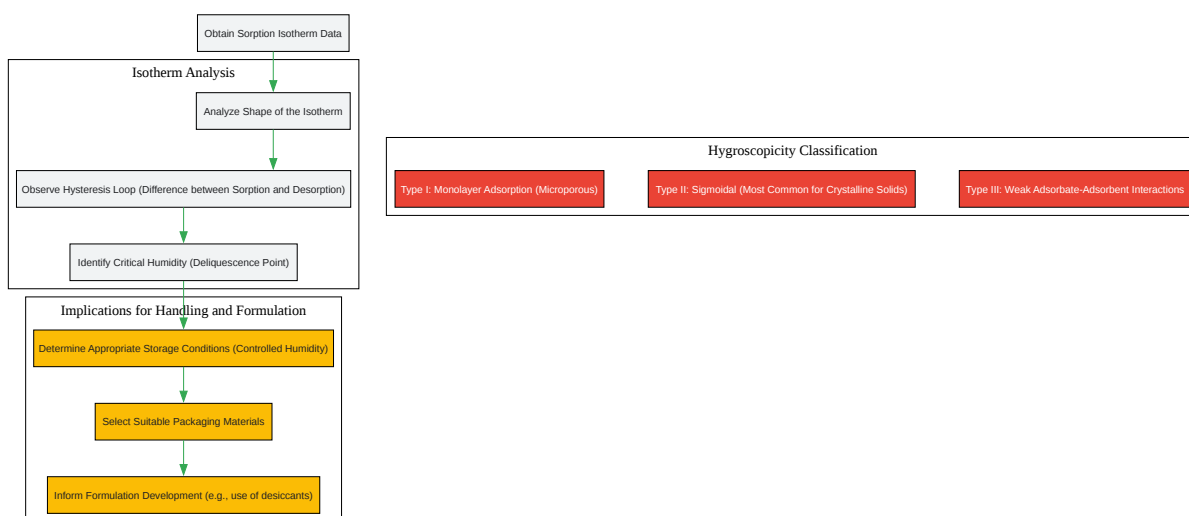 Obtain Sorption Isotherm Data
Isotherm Analysis
Analyze Shape of the Isotherm
Observe Hysteresis Loop (Difference between Sorption and Desorption)
Identify Critical Humidity (Deliquescence Point)
Implications for Handling and Formulation
Determine Appropriate Storage Conditions (Controlled Humidity)
Select Suitable Packaging Materials
Inform Formulation Development (e.g., use of desiccants)
Hygroscopicity Classification
Type I: Monolayer Adsorption (Microporous)
Type II: Sigmoidal (Most Common for Crystalline Solids)
Type III: Weak Adsorbate-Adsorbent Interactions